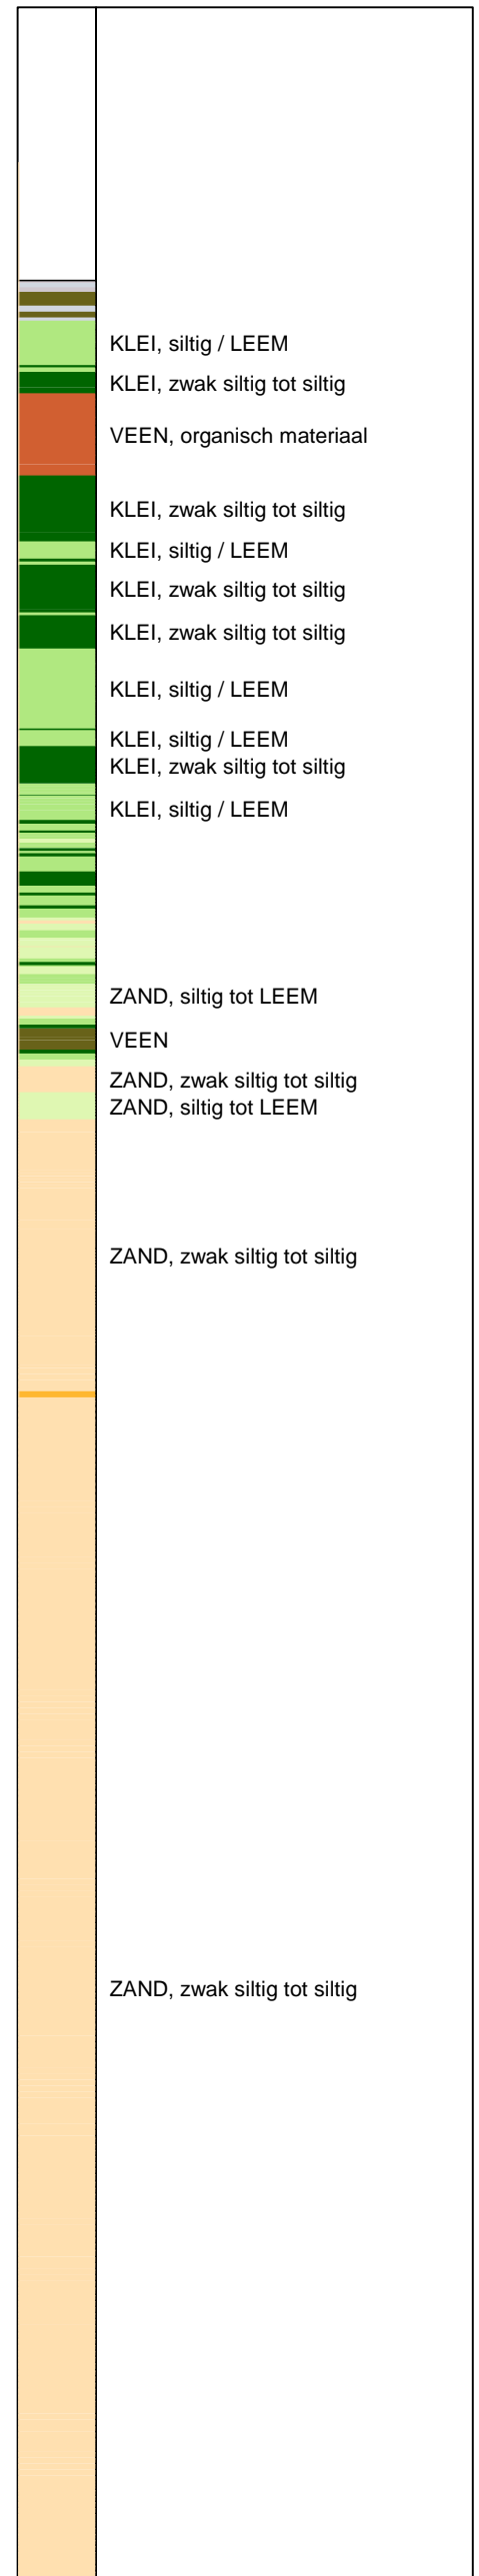 KLEI, siltig / LEEM
KLEI, zwak siltig tot siltig
VEEN, organisch materiaal
KLEI, zwak siltig tot siltig
KLEI, siltig / LEEM
KLEI, zwak siltig tot siltig
KLEI, zwak siltig tot siltig
KLEI, siltig / LEEM
KLEI, siltig / LEEM
KLEI, zwak siltig tot siltig
KLEI, siltig / LEEM
ZAND, siltig tot LEEM
VEEN
ZAND, zwak siltig tot siltig
ZAND, siltig tot LEEM
ZAND, zwak siltig tot siltig
ZAND, zwak siltig tot siltig